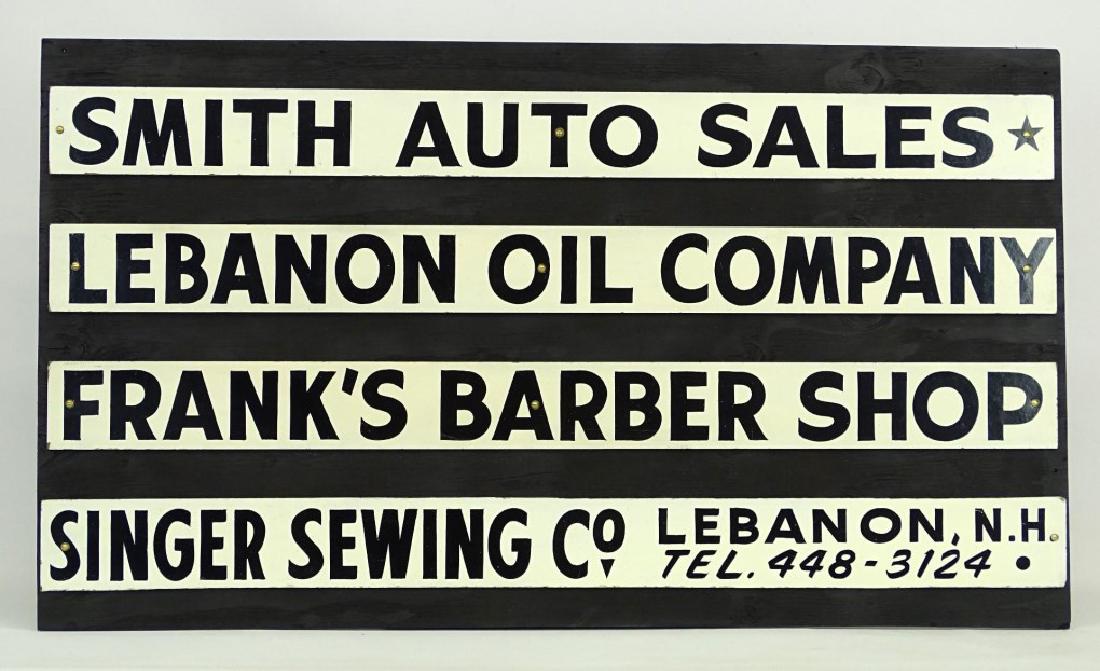 SMITH AUTO SALES ★
LEBANON OIL COMPANY
FRANK'S BARBER SHOP
SINGER SEWING Co LEBANON, N.H.
TEL. 448-3124 •